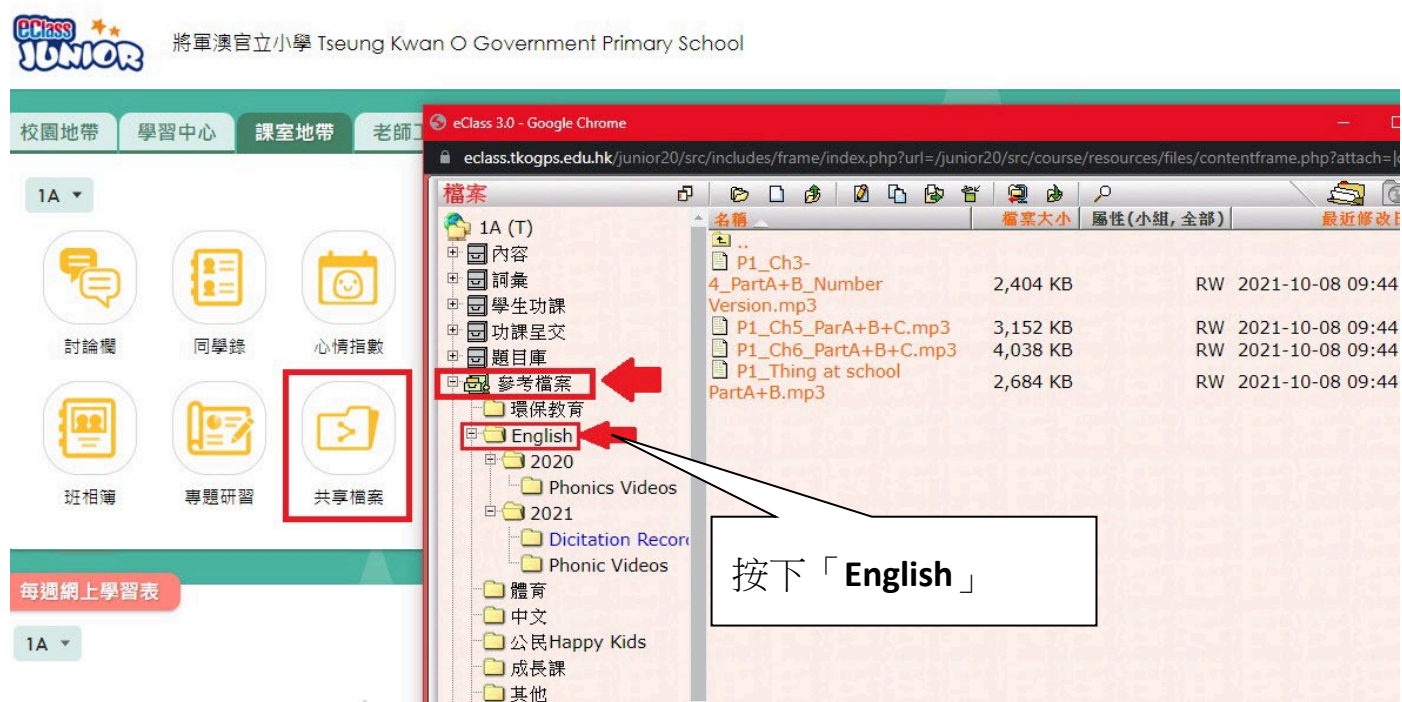 eClass JUNIOR
將軍澳官立小學 Tseung Kwan O Government Primary School
校園地帶
學習中心
課室地帶
老師
1A
討論欄
同學錄
心情指數
班相簿
專題研習
共享檔案
每週網上學習表
1A
eClass 3.0 - Google Chrome
eclass.tkogps.edu.hk/junior20/src/includes/frame/index.php?url=/junior20/src/course/resources/files/contentframe.php?attach=
檔案
1A (T)
內容
詞彙
學生功課
功課呈交
題目庫
參考檔案
環保教育
English
2020
Phonics Videos
2021
Dicitation Recor
Phonic Videos
體育
中文
公民Happy Kids
成長課
其他
名稱 檔案大小 屬性(小組, 全部) 最近修改日
..
P1_Ch3-
4_PartA+B_Number 2,404 KB RW 2021-10-08 09:44
Version.mp3
P1_Ch5_ParA+B+C.mp3 3,152 KB RW 2021-10-08 09:44
P1_Ch6_PartA+B+C.mp3 4,038 KB RW 2021-10-08 09:44
P1_Thing at school
PartA+B.mp3 2,684 KB RW 2021-10-08 09:44
按下「English」